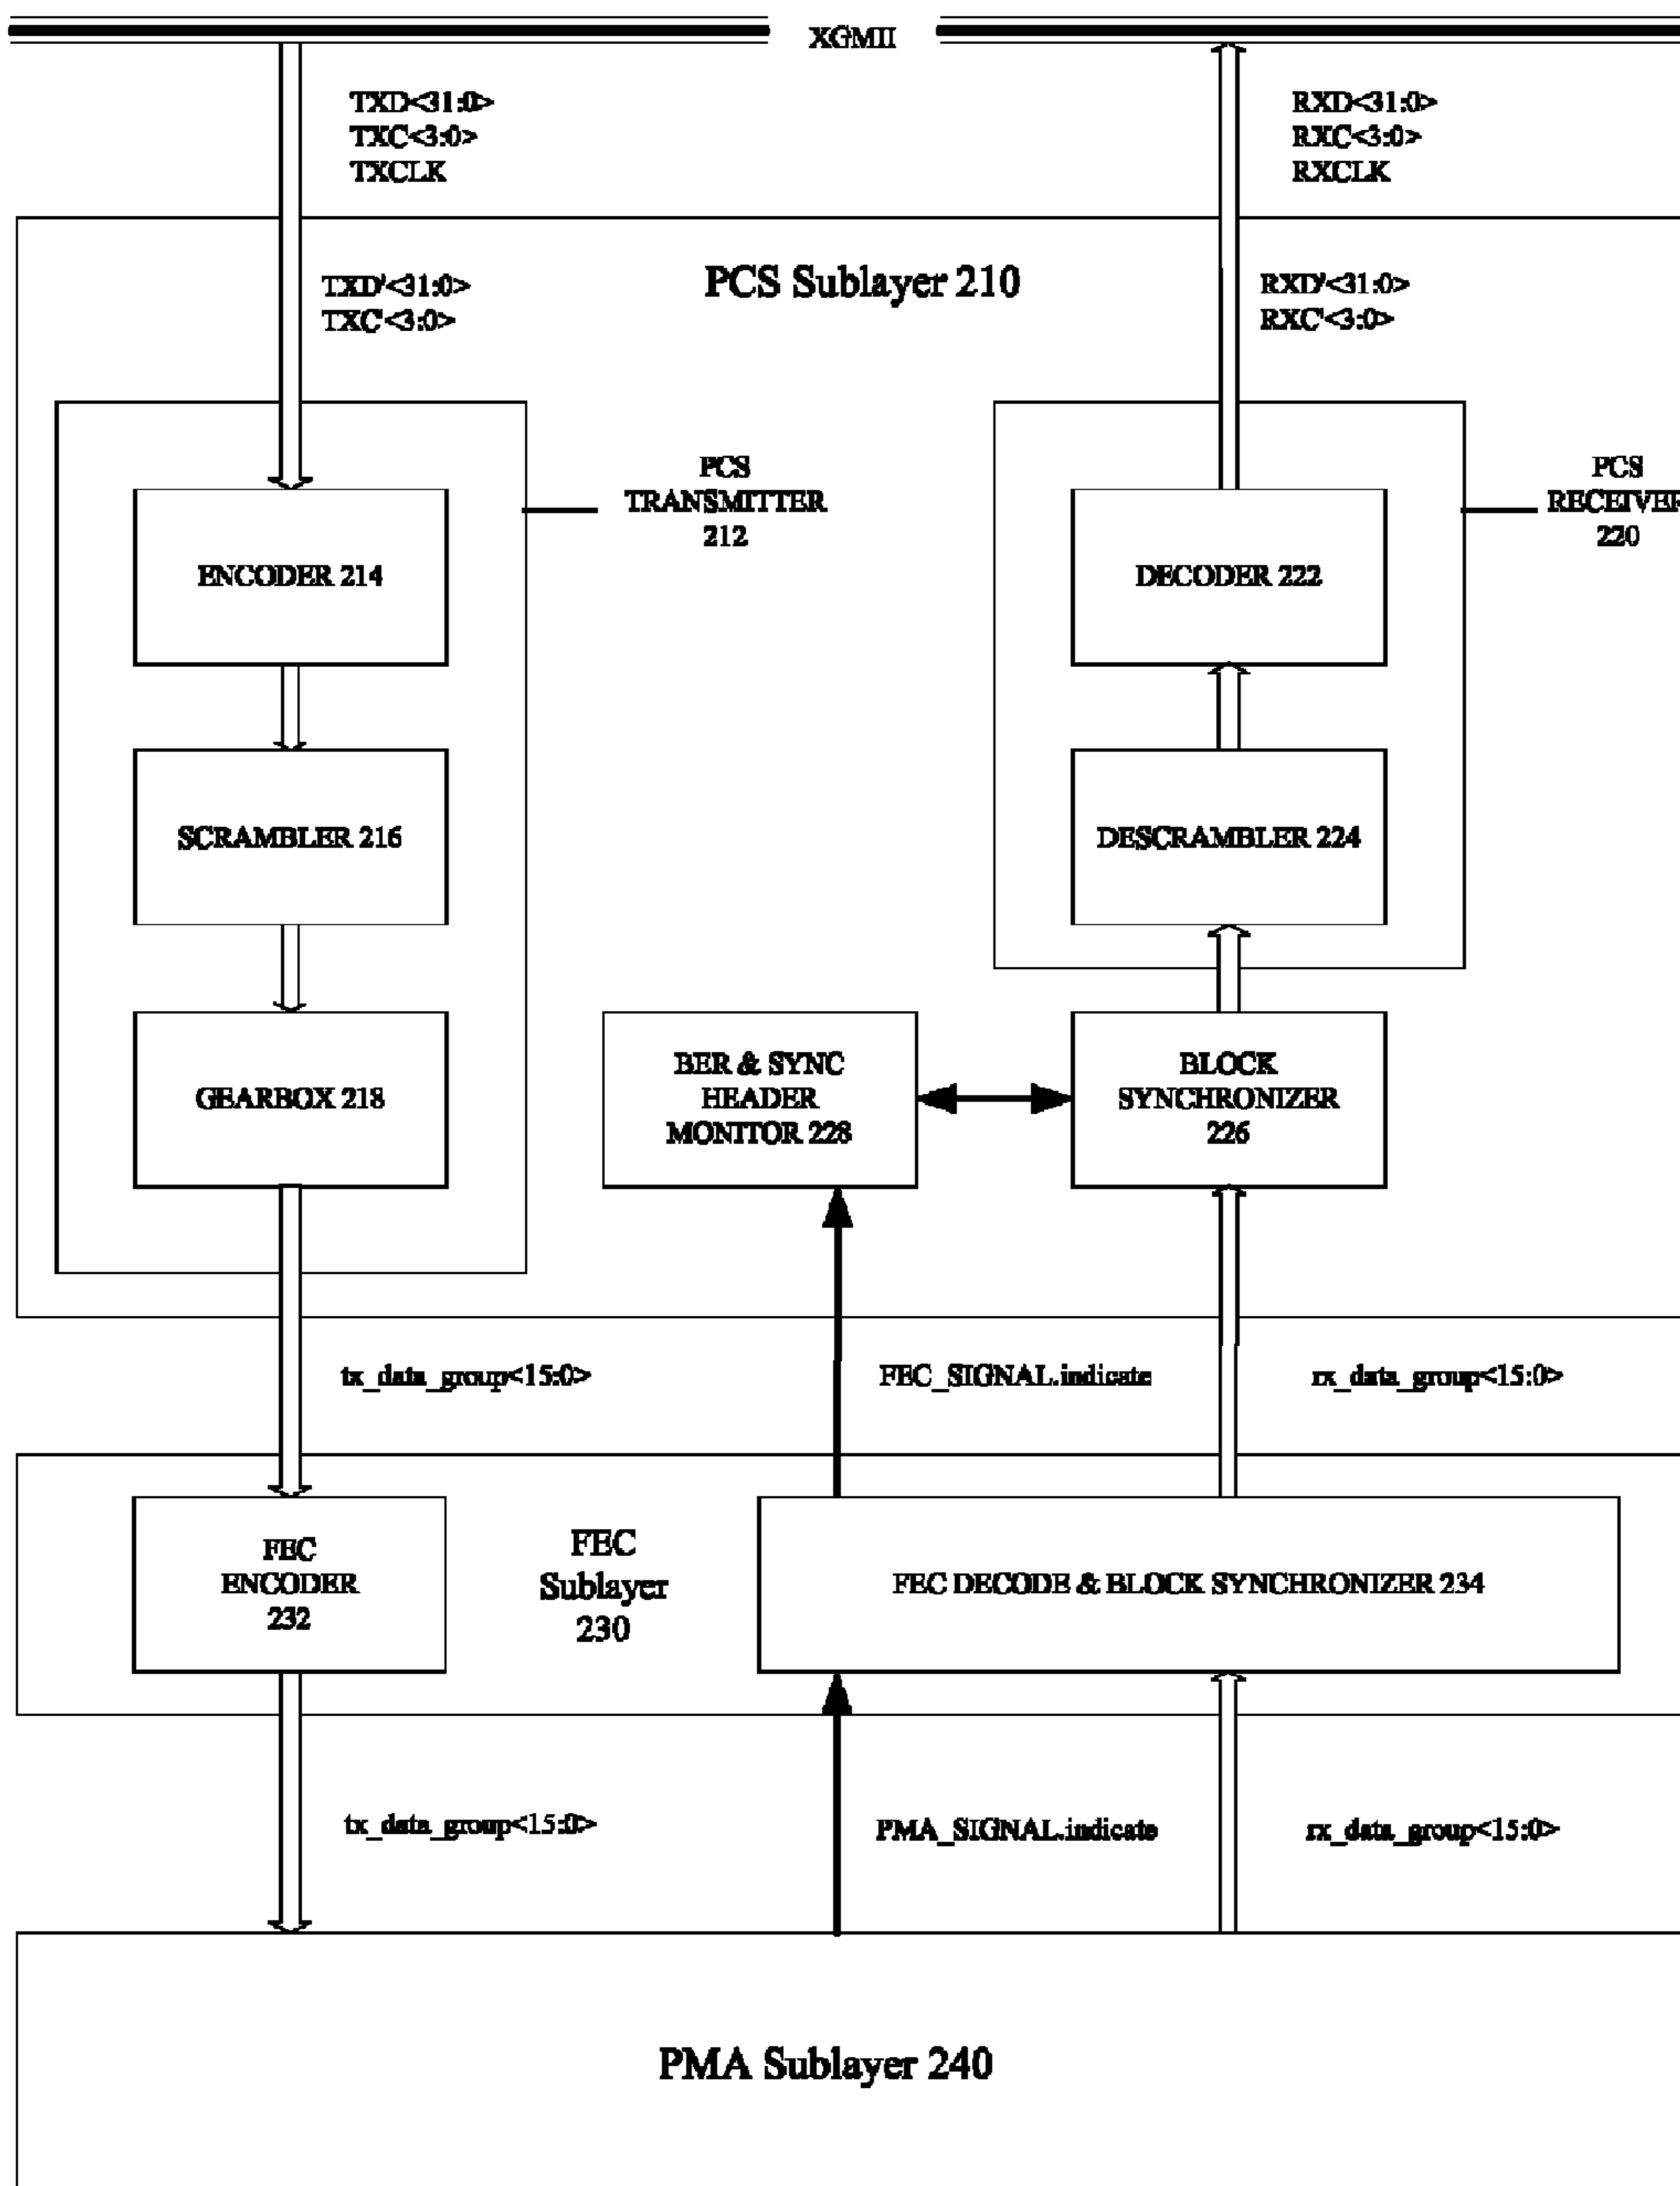 XGMII
TXD<31:0>
TXC<3:0>
TXCLK
RXD<31:0>
RXC<3:0>
RXCLK
PCS Sublayer 210
TXD'<31:0>
TXC'<3:0>
RXD'<31:0>
RXC'<3:0>
PCS
TRANSMITTER
212
PCS
RECEIVER
220
ENCODER 214
DECODER 222
SCRAMBLER 216
DESCRAMBLER 224
GEARBOX 218
BER & SYNC
HEADER
MONITOR 228
BLOCK
SYNCHRONIZER
226
tx_data_group<15:0>
FEC_SIGNAL.indicate
rx_data_group<15:0>
FEC
ENCODER
232
FEC
Sublayer
230
FEC DECODE & BLOCK SYNCHRONIZER 234
tx_data_group<15:0>
PMA_SIGNAL.indicate
rx_data_group<15:0>
PMA Sublayer 240